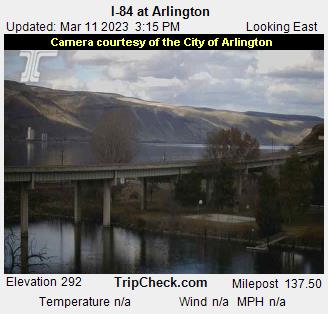 I-84 at Arlington
Updated: Mar 11 2023 3:15 PM Looking East
Camera courtesy of the City of Arlington
Elevation 292 TripCheck.com Milepost 137.50
Temperature n/a Wind n/a MPH n/a